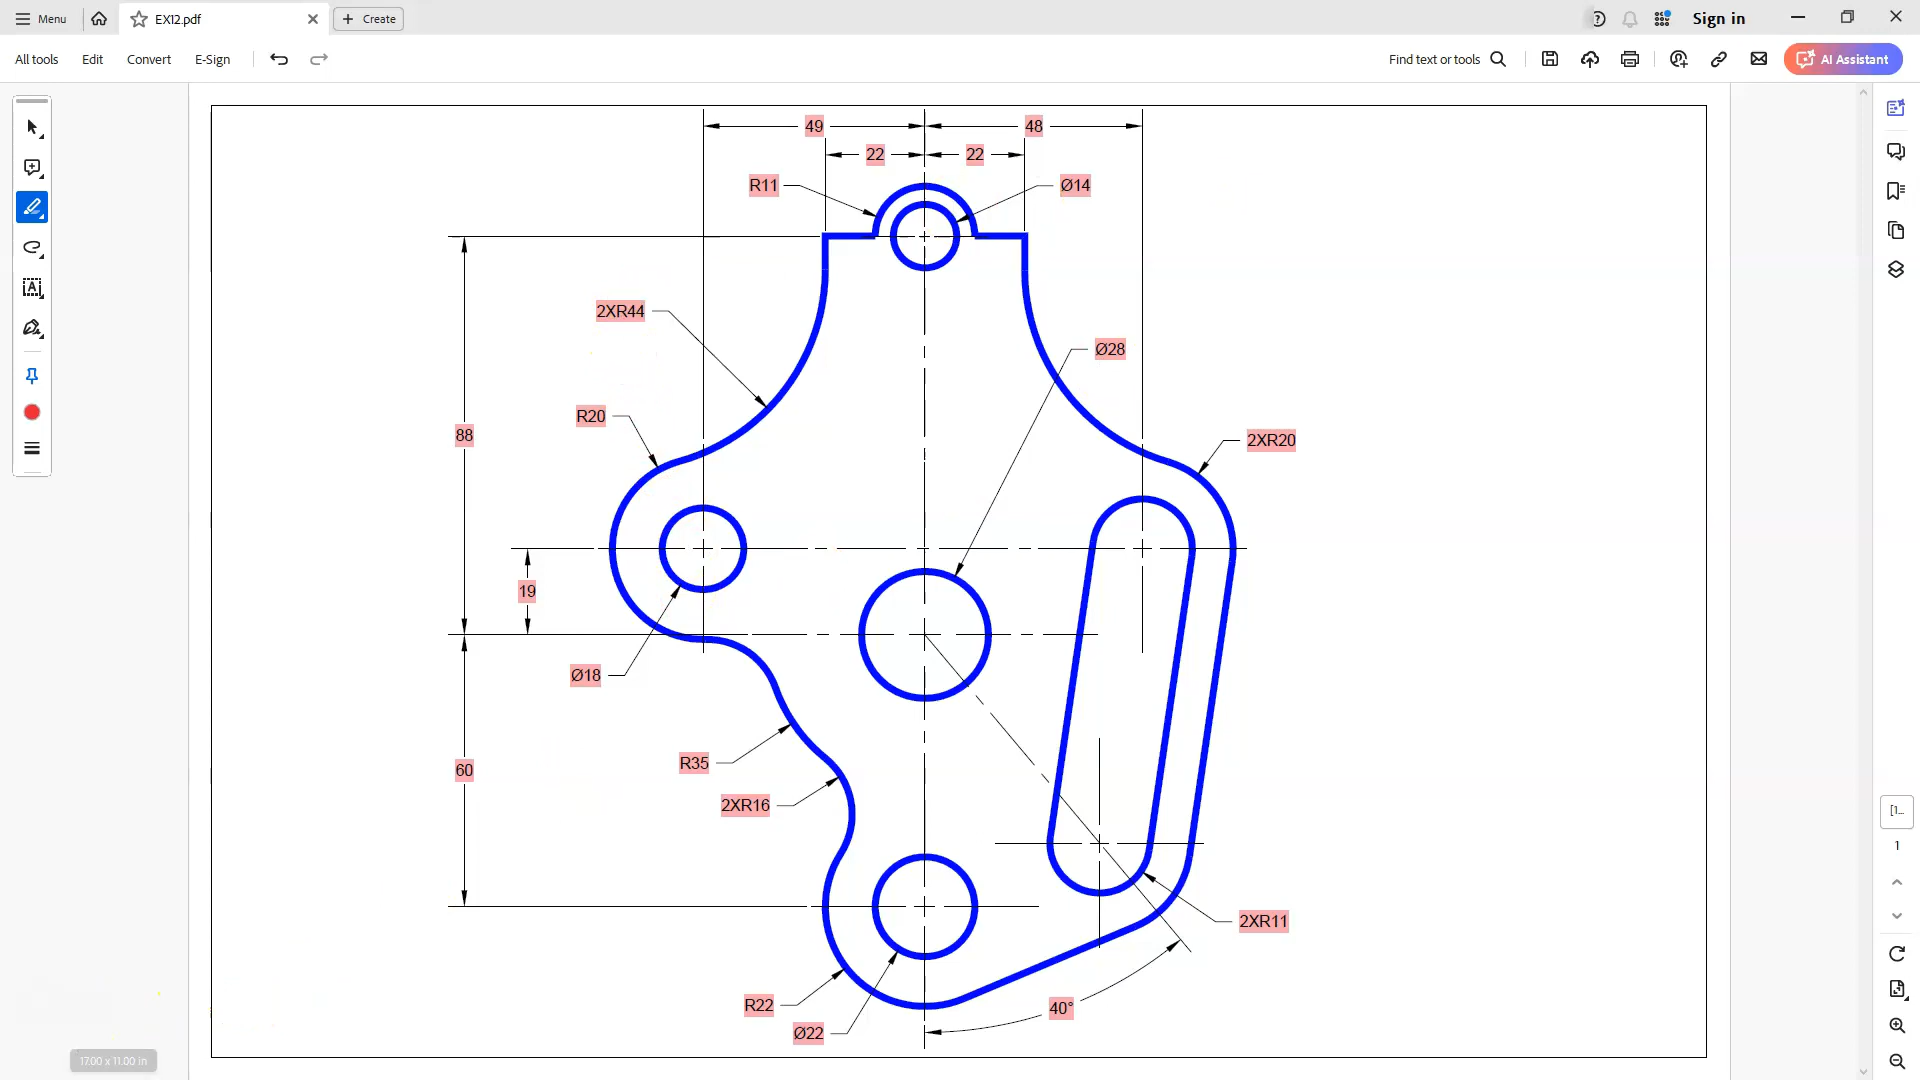 Menu
EX12.pdf
Create
Sign in
All tools
Edit
Convert
E-Sign
Find text or tools
AI Assistant
49
48
22
22
R11
Ø14
2XR44
Ø28
R20
88
2XR20
19
Ø18
R35
60
2XR16
2XR11
R22
40°
Ø22
[1...
1
17.00 x 11.00 in